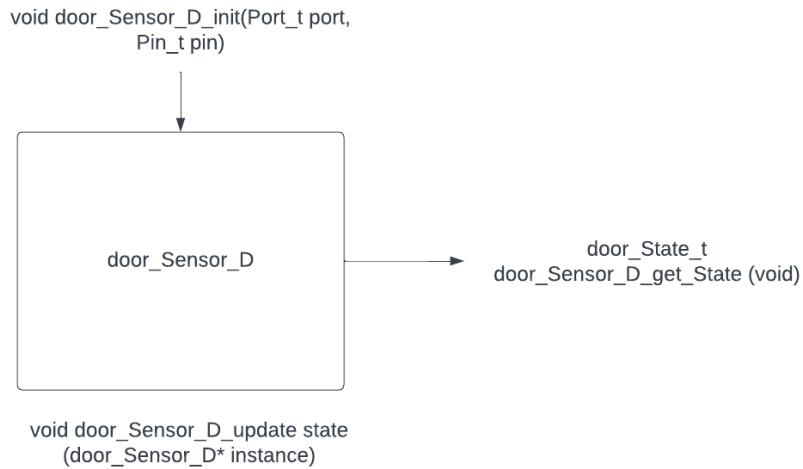 void door_Sensor_D_init(Port_t port,
Pin_t pin)
door_Sensor_D
door_State_t
door_Sensor_D_get_State (void)
void door_Sensor_D_update state
(door_Sensor_D* instance)